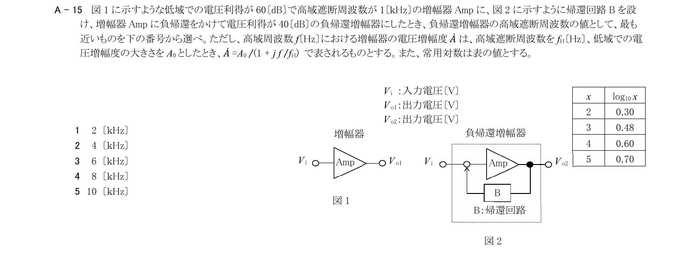 A－15 図1に示すような低域での電圧利得が60〔dB〕で高域遮断周波数が1〔kHz〕の増幅器 Amp に、図2に示すように帰還回路 B を設
け、増幅器 Amp に負帰還をかけて電圧利得が 40〔dB〕の負帰還増幅器にしたとき、負帰還増幅器の高域遮断周波数の値として、最も
近いものを下の番号から選べ。ただし、高域周波数 f〔Hz〕における増幅器の電圧増幅度 Ȧ は、高域遮断周波数を fₕ₁〔Hz〕、低域での電
圧増幅度の大きさを A₀ としたとき、Ȧ =A₀ /(1 + j f /fₕ₁) で表されるものとする。また、常用対数は表の値とする。
Vi :入力電圧〔V〕
Vo1:出力電圧〔V〕
Vo2:出力電圧〔V〕
x log₁₀ x
2 0.30
3 0.48
4 0.60
5 0.70
1 2〔kHz〕
2 4〔kHz〕
3 6〔kHz〕
4 8〔kHz〕
5 10〔kHz〕
増幅器
Vi Amp Vo1
図1
負帰還増幅器
Vi Amp Vo2
B
B:帰還回路
図2